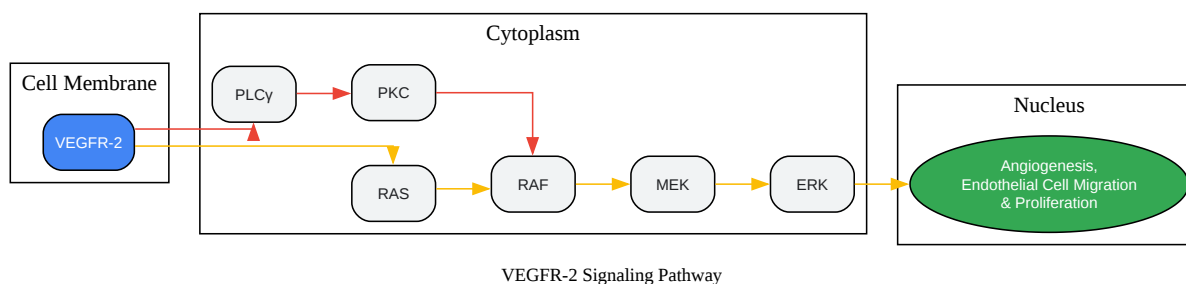 Cytoplasm
Cell Membrane
VEGFR-2
PLCγ
PKC
RAS
RAF
MEK
ERK
Nucleus
Angiogenesis,
Endothelial Cell Migration
& Proliferation
VEGFR-2 Signaling Pathway